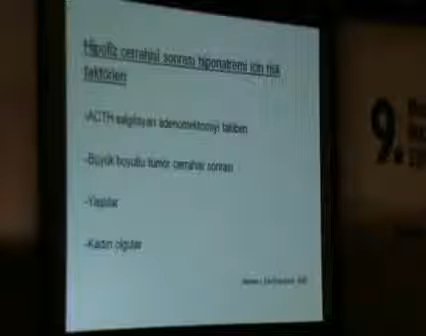 Hipofiz cerrahisi sonrası hiponatremi için risk
faktörleri
-ACTH salgılayan adenomektomiyi takiben
-Büyük boyutlu tümör cerrahisi sonrası
-Yaşlılar
-Kadın olgular
9.